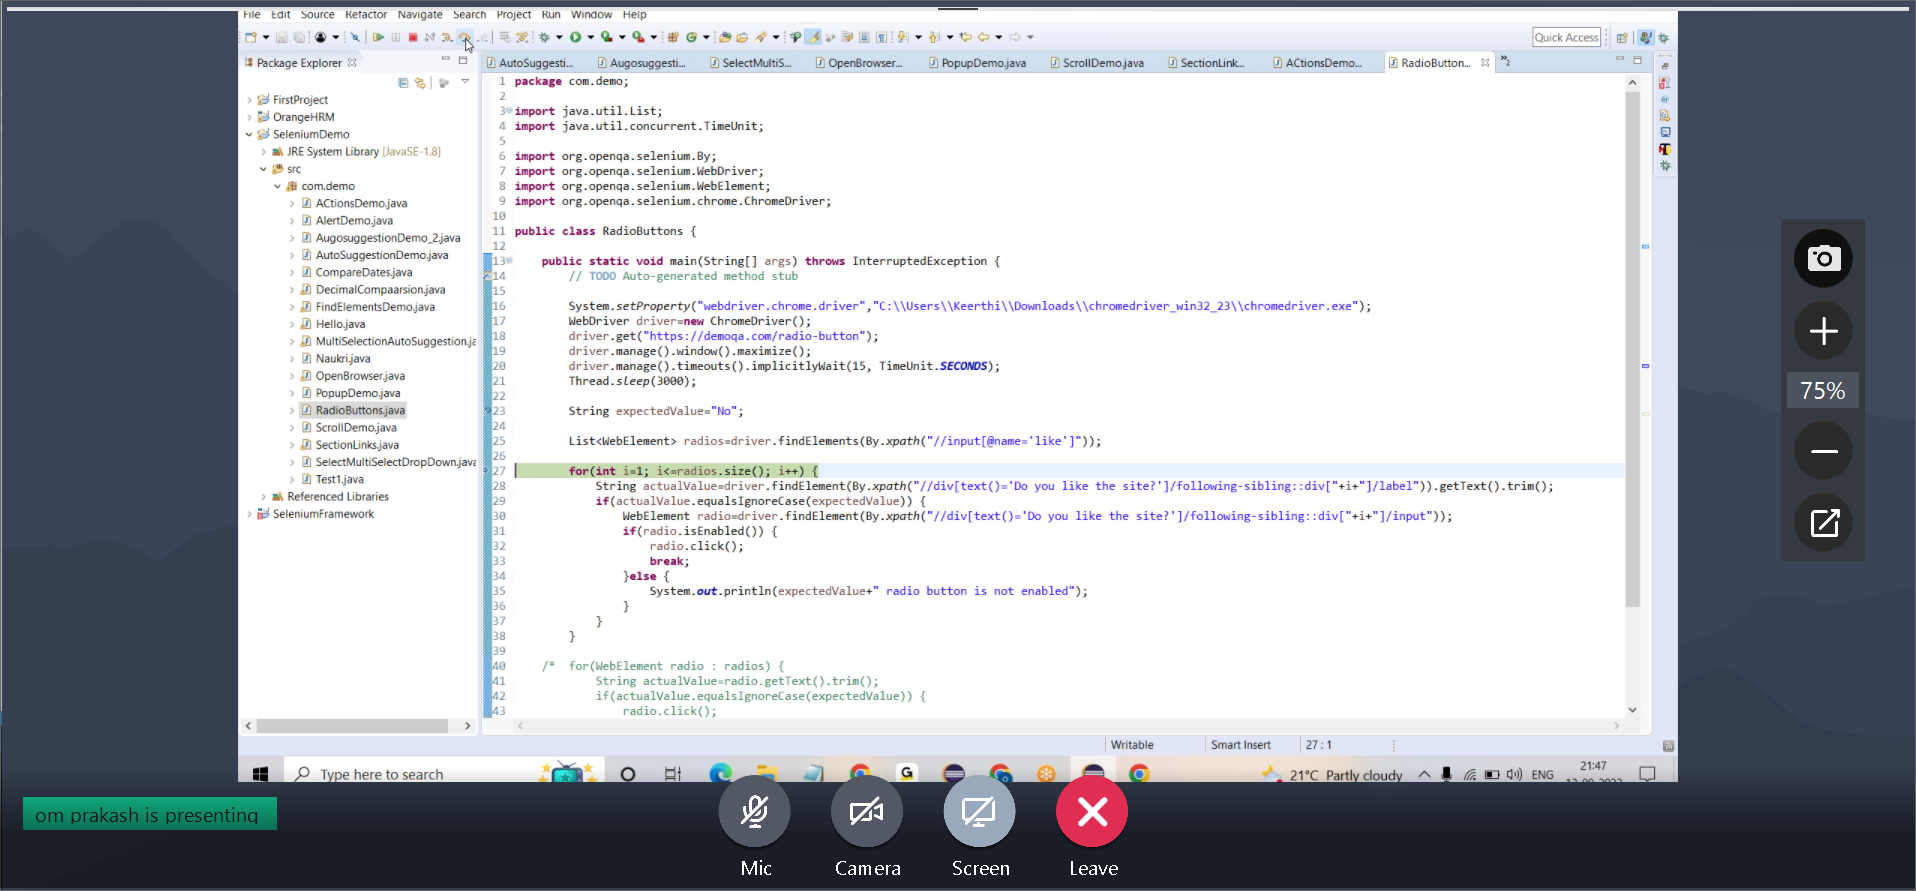 File Edit Source Refactor Navigate Search Project Run Window Help
Quick Access
Package Explorer
AutoSuggesti...
Augosuggesti...
SelectMultiS...
OpenBrowser...
PopupDemo.java
ScrollDemo.java
SectionLink...
ACtionsDemo...
RadioButton...
FirstProject
OrangeHRM
SeleniumDemo
JRE System Library [JavaSE-1.8]
src
com.demo
ACtionsDemo.java
AlertDemo.java
AugosuggestionDemo_2.java
AutoSuggestionDemo.java
CompareDates.java
DecimalCompaarsion.java
FindElementsDemo.java
Hello.java
MultiSelectionAutoSuggestion.ja
Naukri.java
OpenBrowser.java
PopupDemo.java
RadioButtons.java
ScrollDemo.java
SectionLinks.java
SelectMultiSelectDropDown.java
Test1.java
Referenced Libraries
SeleniumFramework
1 package com.demo;
2
3 import java.util.List;
4 import java.util.concurrent.TimeUnit;
5
6 import org.openqa.selenium.By;
7 import org.openqa.selenium.WebDriver;
8 import org.openqa.selenium.WebElement;
9 import org.openqa.selenium.chrome.ChromeDriver;
10
11 public class RadioButtons {
12
13 public static void main(String[] args) throws InterruptedException {
14 // TODO Auto-generated method stub
15
16 System.setProperty("webdriver.chrome.driver","C:\\Users\\Keerthi\\Downloads\\chromedriver_win32_23\\chromedriver.exe");
17 WebDriver driver=new ChromeDriver();
18 driver.get("https://demoqa.com/radio-button");
19 driver.manage().window().maximize();
20 driver.manage().timeouts().implicitlyWait(15, TimeUnit.SECONDS);
21 Thread.sleep(3000);
22
23 String expectedValue="No";
24
25 List<WebElement> radios=driver.findElements(By.xpath("//input[@name='like']"));
26
27 for(int i=1; i<=radios.size(); i++) {
28 String actualValue=driver.findElement(By.xpath("//div[text()='Do you like the site?']/following-sibling::div["+i+"]/label")).getText().trim();
29 if(actualValue.equalsIgnoreCase(expectedValue)) {
30 WebElement radio=driver.findElement(By.xpath("//div[text()='Do you like the site?']/following-sibling::div["+i+"]/input"));
31 if(radio.isEnabled()) {
32 radio.click();
33 break;
34 }else {
35 System.out.println(expectedValue+" radio button is not enabled");
36 }
37 }
38 }
39
40 /* for(WebElement radio : radios) {
41 String actualValue=radio.getText().trim();
42 if(actualValue.equalsIgnoreCase(expectedValue)) {
43 radio.click();
Writable
Smart Insert
27 : 1
Type here to search
21°C Partly cloudy
ENG
21:47
75%
om prakash is presenting
Mic
Camera
Screen
Leave